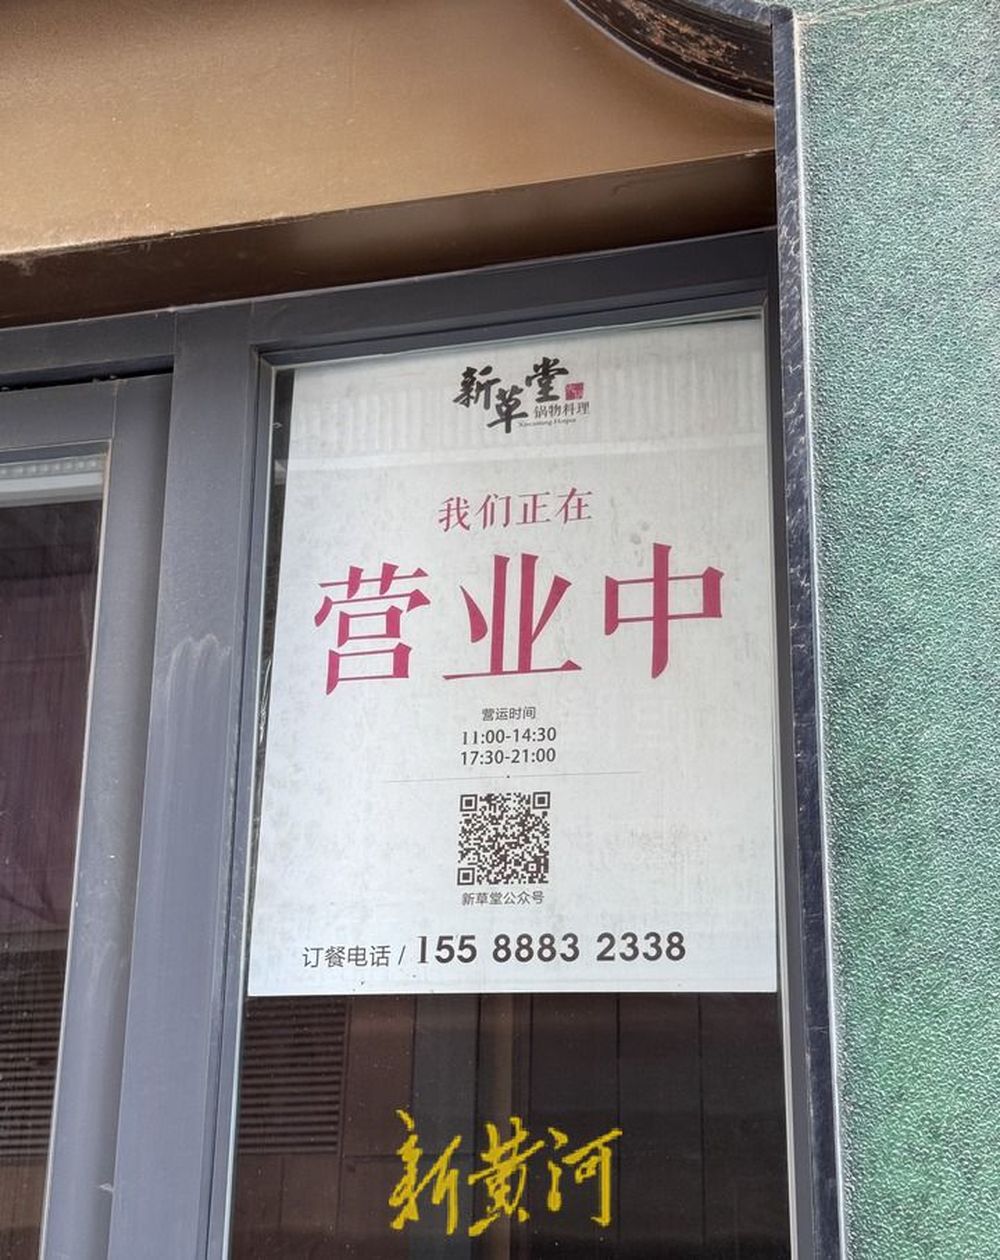 新草堂
锅物料理
Xincaotang Hotpot
我们正在
营业中
营运时间
11:00-14:30
17:30-21:00
新草堂公众号
订餐电话 / 155 8883 2338
新黄河